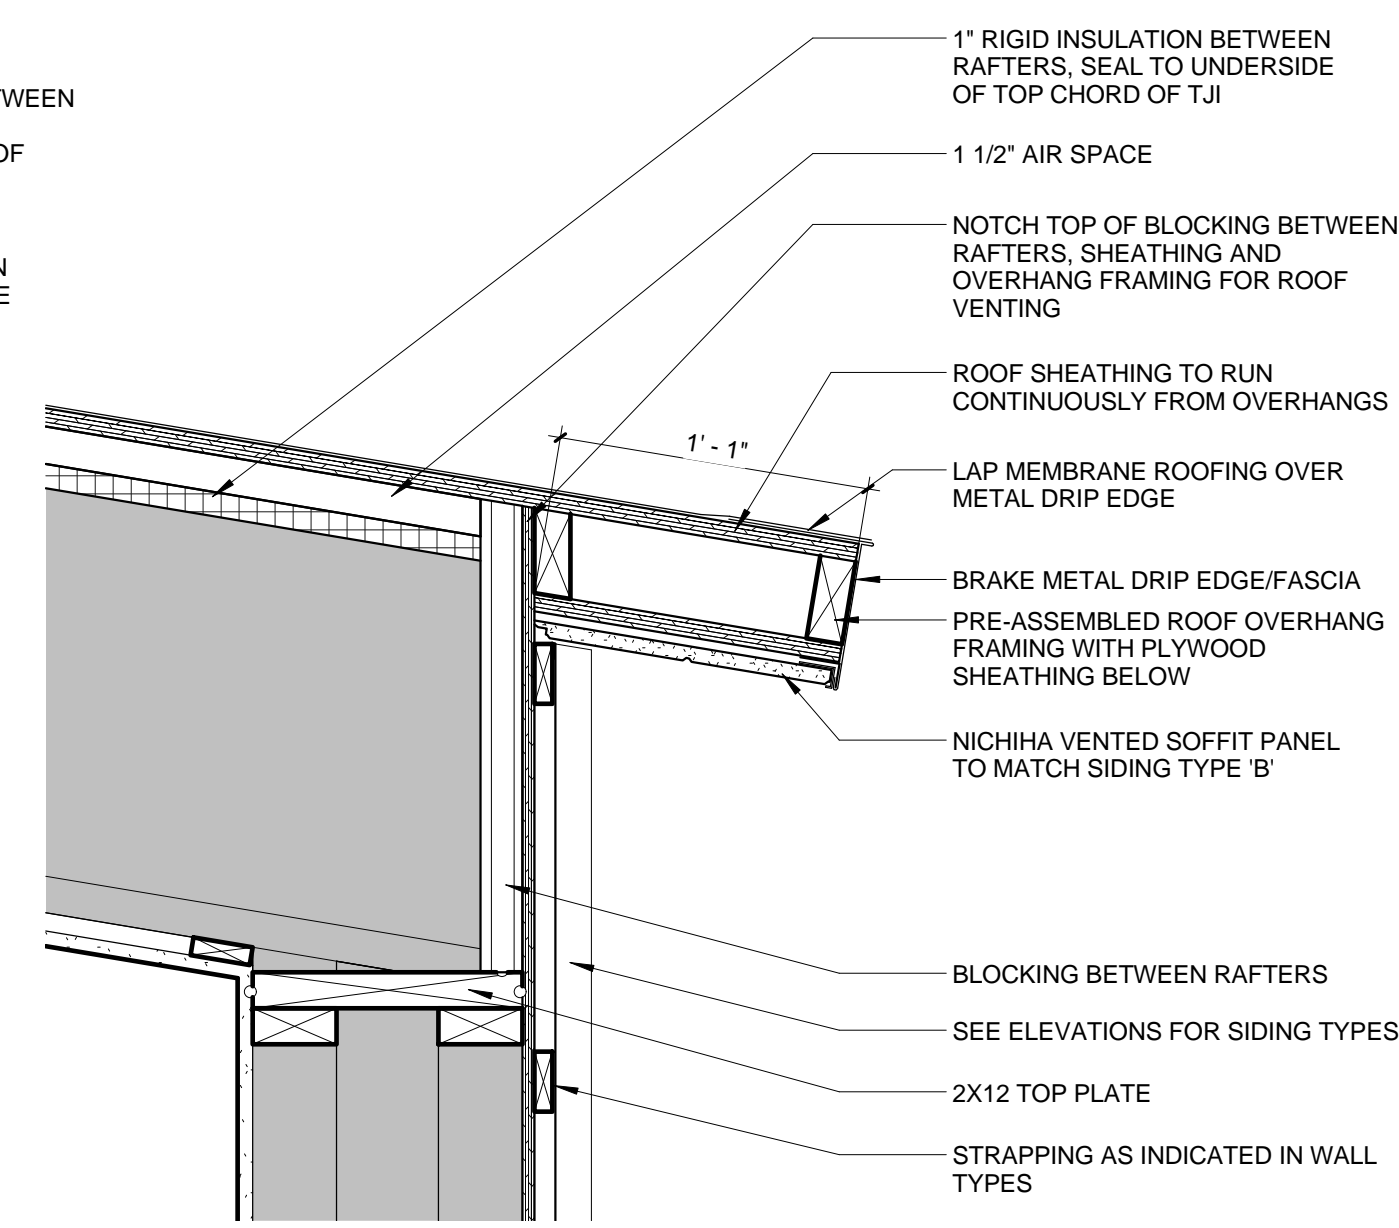 TWEEN
OF
N
E
1" RIGID INSULATION BETWEEN
RAFTERS, SEAL TO UNDERSIDE
OF TOP CHORD OF TJI
1 1/2" AIR SPACE
NOTCH TOP OF BLOCKING BETWEEN
RAFTERS, SHEATHING AND
OVERHANG FRAMING FOR ROOF
VENTING
ROOF SHEATHING TO RUN
CONTINUOUSLY FROM OVERHANGS
1' - 1"
LAP MEMBRANE ROOFING OVER
METAL DRIP EDGE
BRAKE METAL DRIP EDGE/FASCIA
PRE-ASSEMBLED ROOF OVERHANG
FRAMING WITH PLYWOOD
SHEATHING BELOW
NICHIHA VENTED SOFFIT PANEL
TO MATCH SIDING TYPE 'B'
BLOCKING BETWEEN RAFTERS
SEE ELEVATIONS FOR SIDING TYPES
2X12 TOP PLATE
STRAPPING AS INDICATED IN WALL
TYPES